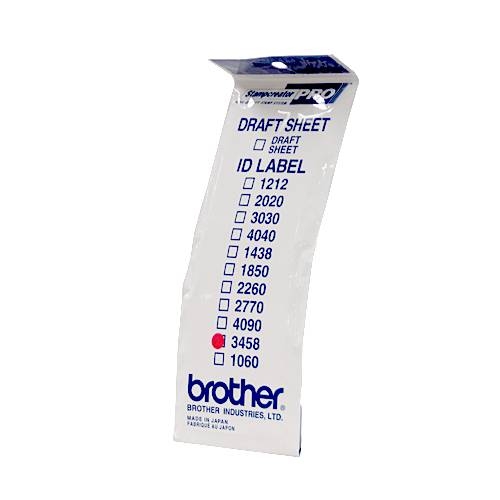 Stampcreator PRO
DRAFT SHEET
DRAFT
SHEET
ID LABEL
1212
2020
3030
4040
1438
1850
2260
2770
4090
3458
1060
brother®
BROTHER INDUSTRIES, LTD.
MADE IN JAPAN
FABRIQUE AU JAPON